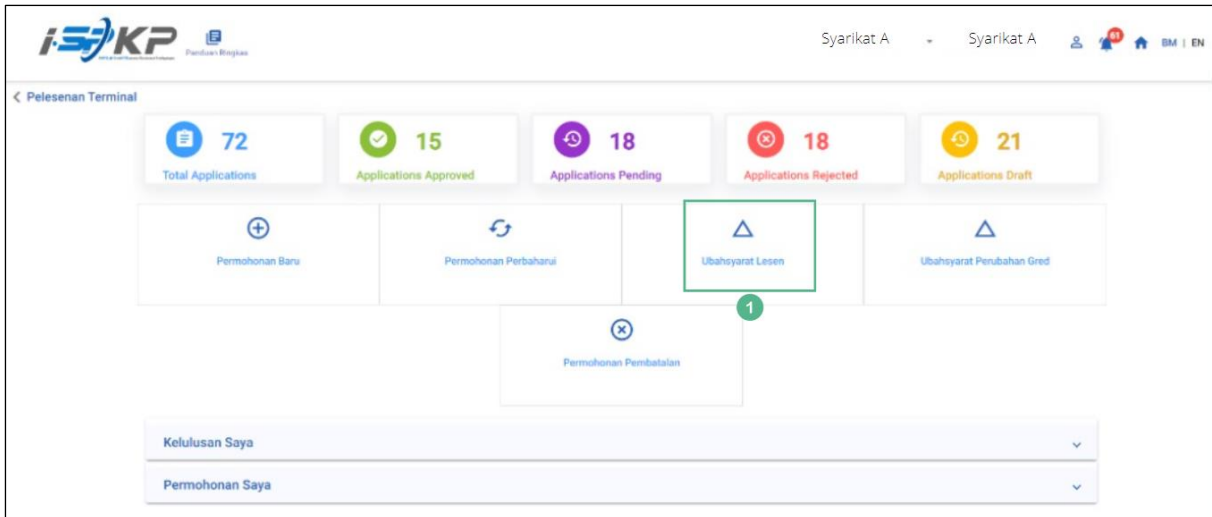 i-SPKP
Panduan Ringkas
Syarikat A - Syarikat A
51
BM | EN
Pelesenan Terminal
72
Total Applications
15
Applications Approved
18
Applications Pending
18
Applications Rejected
21
Applications Draft
Permohonan Baru
Permohonan Perbaharui
Ubahsyarat Lesen
Ubahsyarat Perubahan Gred
1
Permohonan Pembatalan
Kelulusan Saya
Permohonan Saya